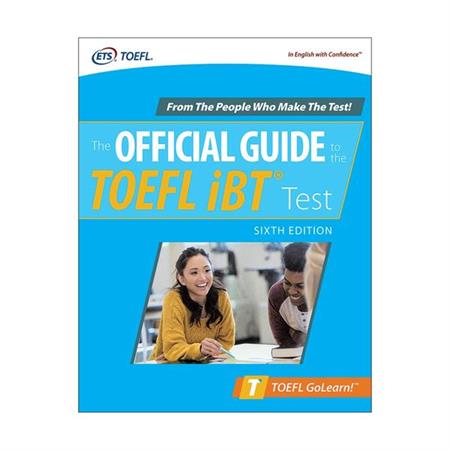 ETS® TOEFL®
In English with Confidence™
From The People Who Make The Test!
The OFFICIAL GUIDE to the
TOEFL iBT® Test
SIXTH EDITION
T TOEFL GoLearn!™